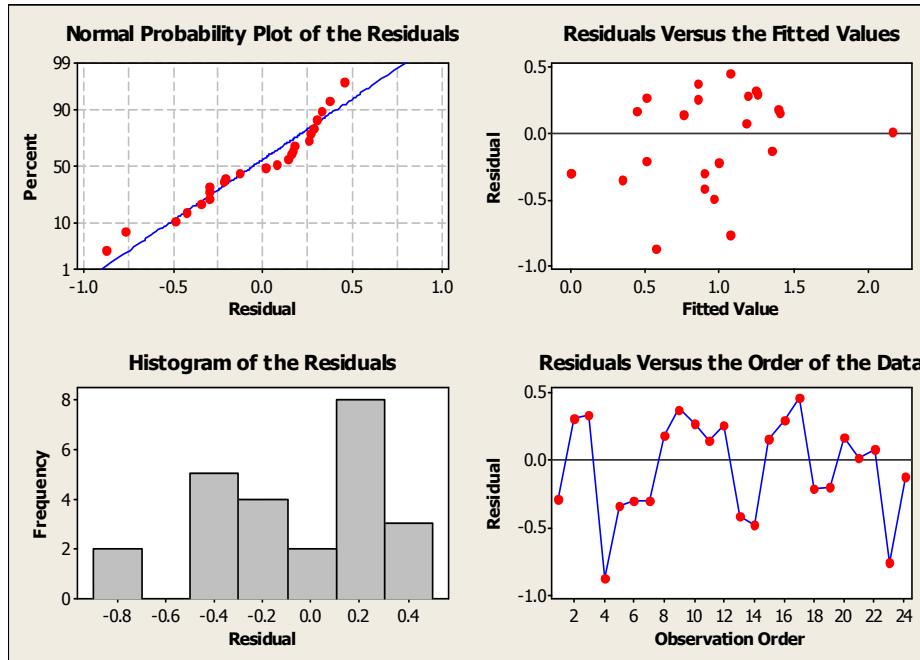 Normal Probability Plot of the Residuals
99
90
50
10
1
Percent
-1.0 -0.5 0.0 0.5 1.0
Residual
Residuals Versus the Fitted Values
0.5
0.0
-0.5
-1.0
Residual
0.0 0.5 1.0 1.5 2.0
Fitted Value
Histogram of the Residuals
8
6
4
2
0
Frequency
-0.8 -0.6 -0.4 -0.2 0.0 0.2 0.4
Residual
Residuals Versus the Order of the Data
0.5
0.0
-0.5
-1.0
Residual
2 4 6 8 10 12 14 16 18 20 22 24
Observation Order